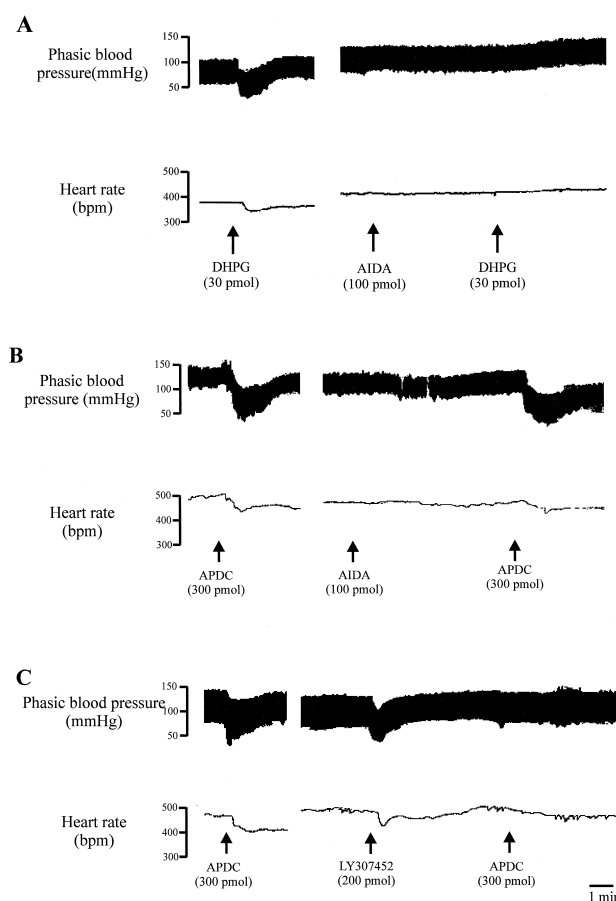 A
Phasic blood
pressure(mmHg)
150
100
50
Heart rate
(bpm)
500
400
300
DHPG
(30 pmol)
AIDA
(100 pmol)
DHPG
(30 pmol)
B
Phasic blood
pressure (mmHg)
150
100
50
Heart rate
(bpm)
500
400
300
APDC
(300 pmol)
AIDA
(100 pmol)
APDC
(300 pmol)
C
Phasic blood pressure
(mmHg)
150
100
50
Heart rate
(bpm)
500
400
300
APDC
(300 pmol)
LY307452
(200 pmol)
APDC
(300 pmol)
1 min